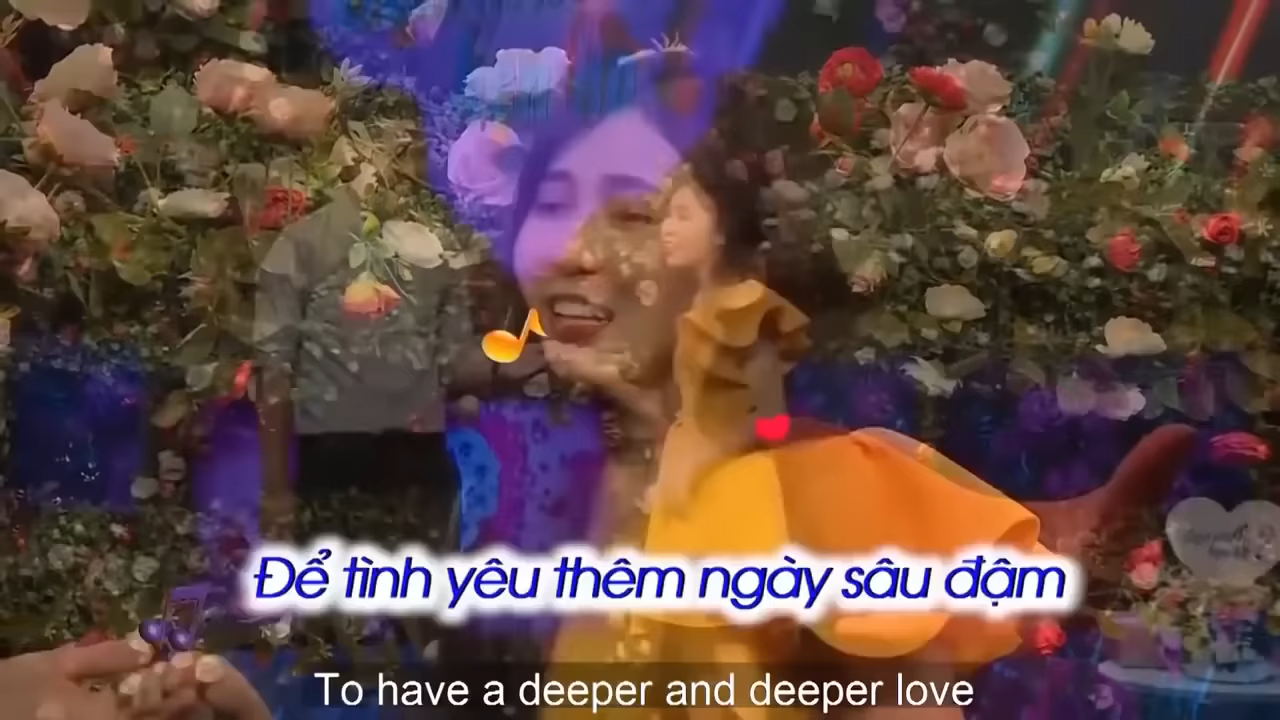 Để tình yêu thêm ngày sâu đậm
To have a deeper and deeper love